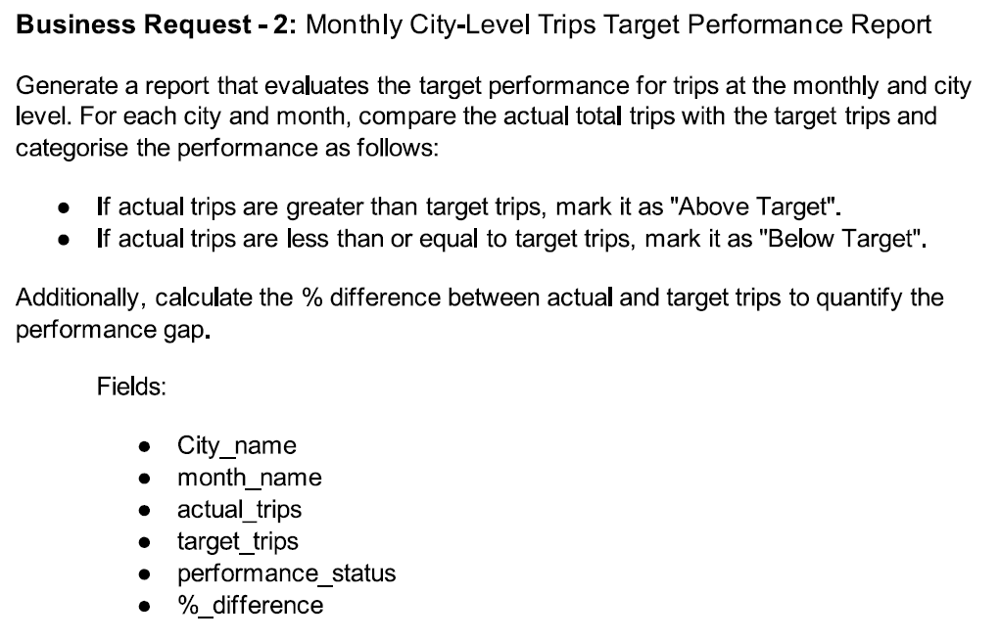 Business Request - 2: Monthly City-Level Trips Target Performance Report
Generate a report that evaluates the target performance for trips at the monthly and city
level. For each city and month, compare the actual total trips with the target trips and
categorise the performance as follows:
● If actual trips are greater than target trips, mark it as "Above Target".
● If actual trips are less than or equal to target trips, mark it as "Below Target".
Additionally, calculate the % difference between actual and target trips to quantify the
performance gap.
Fields:
● City_name
● month_name
● actual_trips
● target_trips
● performance_status
● %_difference